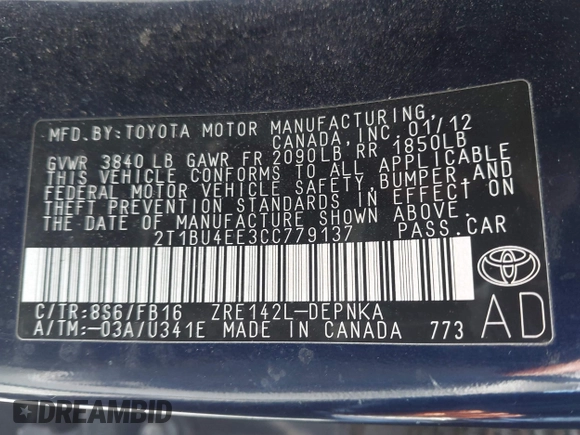 MFD. BY: TOYOTA MOTOR MANUFACTURING,
CANADA, INC. 01/12
GVWR 3840 LB GAWR FR 2090LB RR 1850LB
THIS VEHICLE CONFORMS TO ALL APPLICABLE
FEDERAL MOTOR VEHICLE SAFETY, BUMPER, AND
THEFT PREVENTION STANDARDS IN EFFECT ON
THE DATE OF MANUFACTURE SHOWN ABOVE.
2T1BU4EE3CC779137 PASS.CAR
C/TR:8S6/FB16 ZRE142L-DEPNKA
A/TM:-03A/U341E MADE IN CANADA 773
AD
DREAMBID